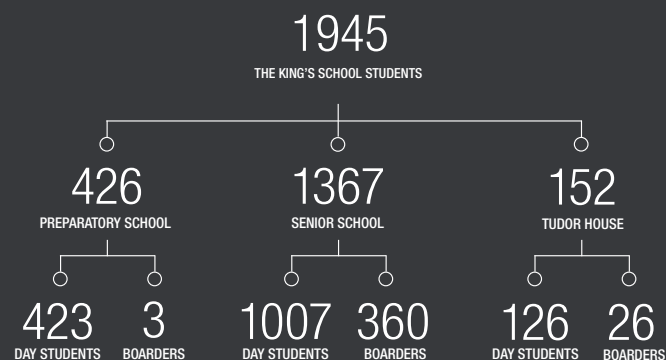 1945
THE KING'S SCHOOL STUDENTS
426 1367 152
PREPARATORY SCHOOL SENIOR SCHOOL TUDOR HOUSE
423 3 1007 360 126 26
DAY STUDENTS BOARDERS DAY STUDENTS BOARDERS DAY STUDENTS BOARDERS